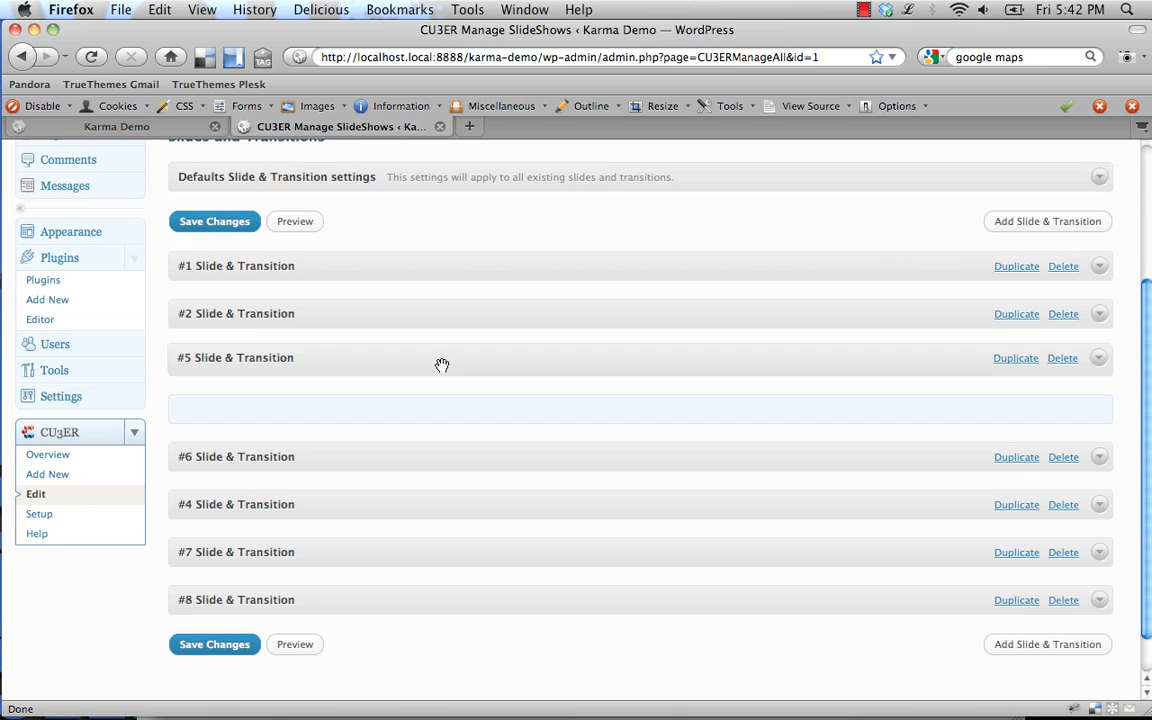 Firefox File Edit View History Delicious Bookmarks Tools Window Help Fri 5:42 PM
CU3ER Manage SlideShows ‹ Karma Demo — WordPress
http://localhost.local:8888/karma-demo/wp-admin/admin.php?page=CU3ERManageAll&id=1 google maps
Pandora TrueThemes Gmail TrueThemes Plesk
Disable Cookies CSS Forms Images Information Miscellaneous Outline Resize Tools View Source Options
Karma Demo CU3ER Manage SlideShows ‹ Ka...
Slides and Transitions
Comments
Messages
Appearance
Plugins
Plugins
Add New
Editor
Users
Tools
Settings
CU3ER
Overview
Add New
Edit
Setup
Help
Defaults Slide & Transition settings This settings will apply to all existing slides and transitions.
Save Changes Preview Add Slide & Transition
#1 Slide & Transition Duplicate Delete
#2 Slide & Transition Duplicate Delete
#5 Slide & Transition Duplicate Delete
#6 Slide & Transition Duplicate Delete
#4 Slide & Transition Duplicate Delete
#7 Slide & Transition Duplicate Delete
#8 Slide & Transition Duplicate Delete
Save Changes Preview Add Slide & Transition
Done